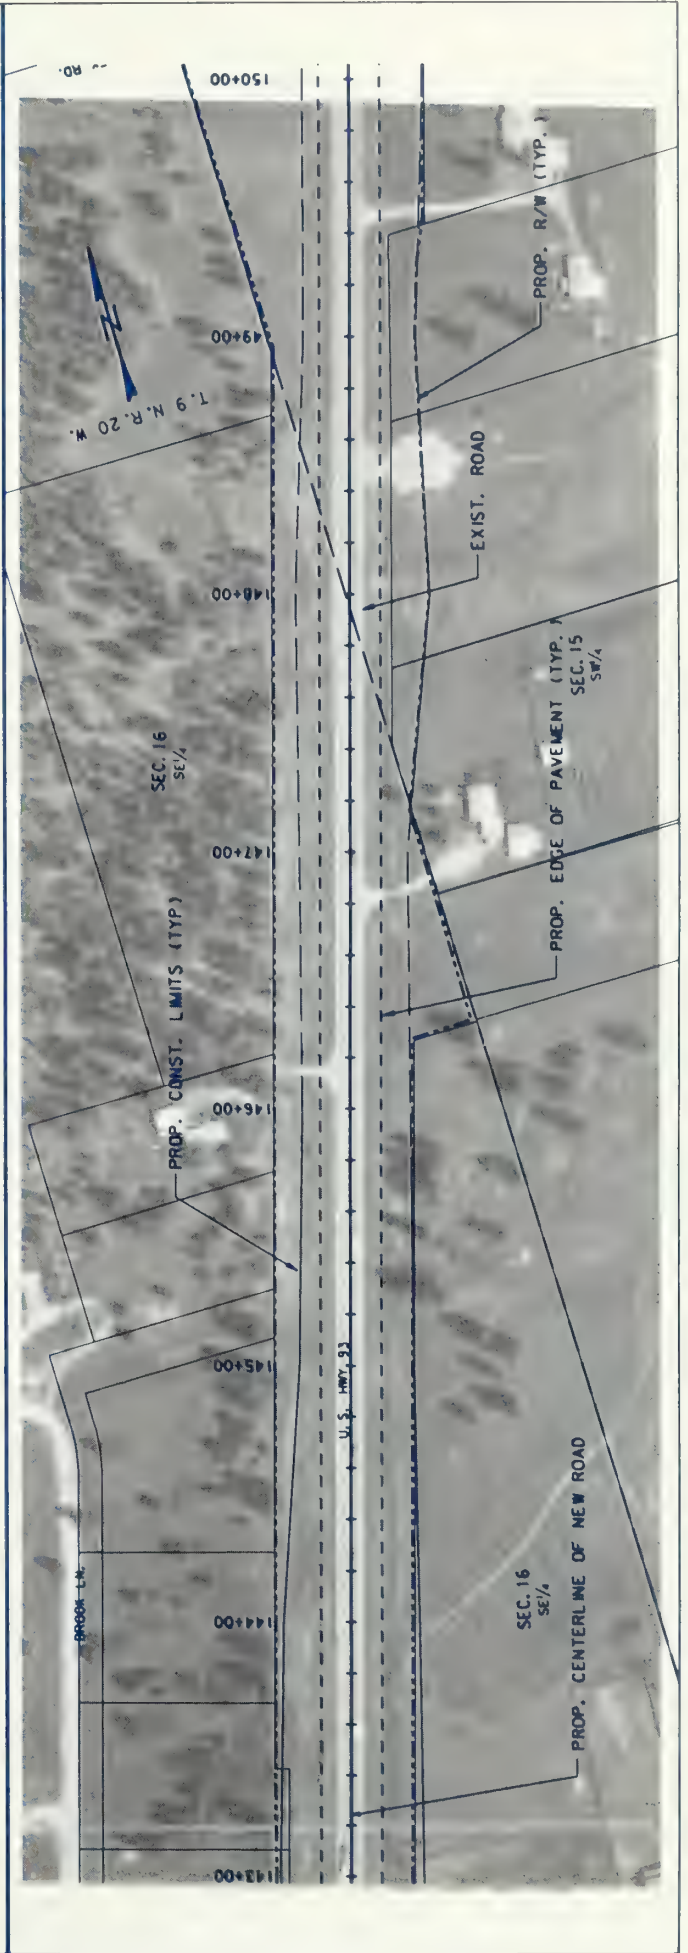 RD.
150+00
PROP. R/W (TYP.)
49+00
T. 9 N. R. 20 W.
EXIST. ROAD
148+00
SEC. 16
SE¼
PROP. EDGE OF PAVEMENT (TYP.)
SEC. 15
SW¼
147+00
PROP. CONST. LIMITS (TYP)
146+00
145+00
U.S. HWY. 93
BROOK LN.
144+00
SEC. 16
SE¼
PROP. CENTERLINE OF NEW ROAD
143+00